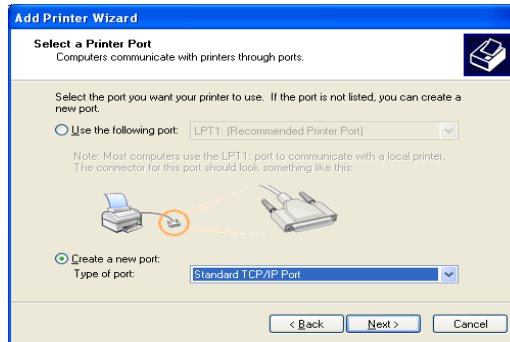 Add Printer Wizard
Select a Printer Port
Computers communicate with printers through ports.
Select the port you want your printer to use. If the port is not listed, you can create a
new port.
Use the following port: LPT1: (Recommended Printer Port)
Note: Most computers use the LPT1: port to communicate with a local printer.
The connector for this port should look something like this:
Create a new port:
Type of port: Standard TCP/IP Port
< Back Next > Cancel